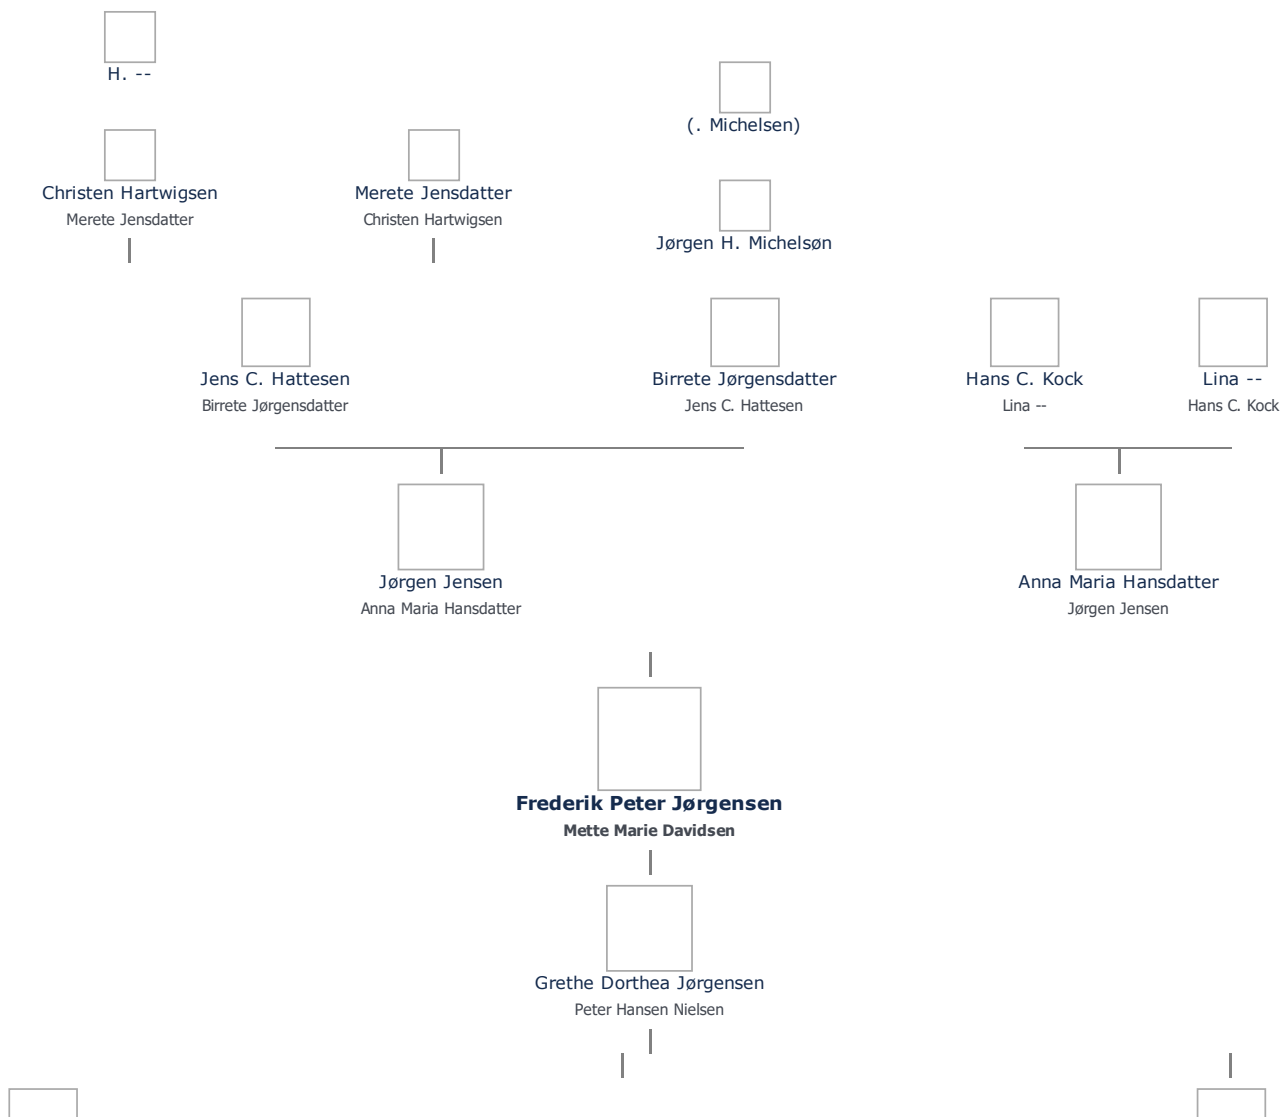 H. --
(. Michelsen)
Christen Hartwigsen
Merete Jensdatter
Merete Jensdatter
Christen Hartwigsen
Jørgen H. Michelsøn
Jens C. Hattesen
Birrete Jørgensdatter
Birrete Jørgensdatter
Jens C. Hattesen
Hans C. Kock
Lina --
Lina --
Hans C. Kock
Jørgen Jensen
Anna Maria Hansdatter
Anna Maria Hansdatter
Jørgen Jensen
Frederik Peter Jørgensen
Mette Marie Davidsen
Grethe Dorthea Jørgensen
Peter Hansen Nielsen